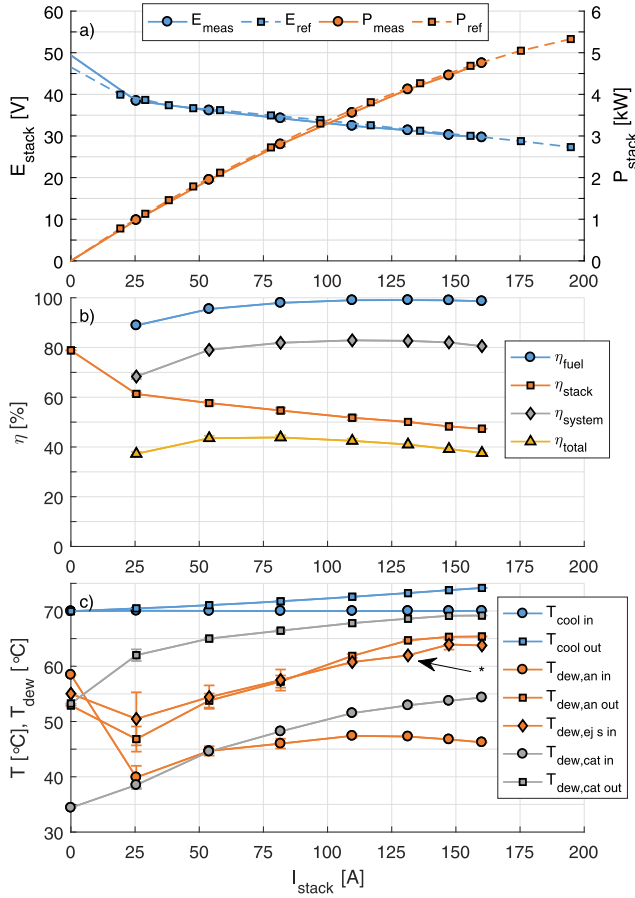 E_meas E_ref P_meas P_ref
a)
60
50
40
30
20
10
0
E_stack [V]
6
5
4
3
2
1
0
P_stack [kW]
0 25 50 75 100 125 150 175 200
b)
100
80
60
40
20
0
η [%]
η_fuel
η_stack
η_system
η_total
0 25 50 75 100 125 150 175 200
c)
70
60
50
40
30
T [°C], T_dew [°C]
*
T_cool in
T_cool out
T_dew,an in
T_dew,an out
T_dew,ej s in
T_dew,cat in
T_dew,cat out
0 25 50 75 100 125 150 175 200
I_stack [A]